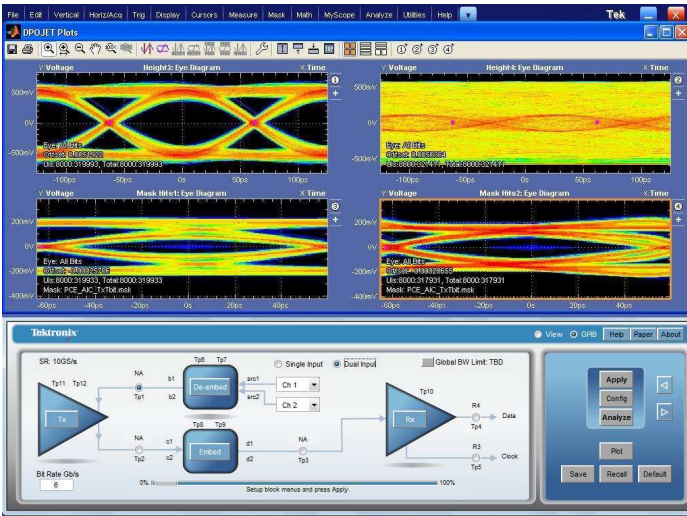 File Edit Vertical Horiz/Acq Trig Display Cursors Measure Mask Math MyScope Analyze Utilities Help Tek
DPOJET Plots
Y:Voltage Height3: Eye Diagram X:Time
500mV
0V
-500mV
Eye: All Bits
UIs:8000:319993, Total:8000:319993
-100ps -50ps 0s 50ps 100ps
1
Y:Voltage Height4: Eye Diagram X:Time
500mV
0V
-500mV
Eye: All Bits
-100ps -50ps 0s 50ps 100ps
2
Y:Voltage Mask Hits1: Eye Diagram X:Time
200mV
0V
-200mV
-400mV
Eye: All Bits
UIs:8000:319933, Total:8000:319933
Mask: PCE_AIC_TxTbit.msk
-60ps -40ps -20ps 0s 20ps 40ps
3
Y:Voltage Mask Hits2: Eye Diagram X:Time
200mV
0V
-200mV
-400mV
Eye: All Bits
UIs:8000:317931, Total:8000:317931
Mask: PCE_AIC_TxTbit.msk
-60ps -40ps -20ps 0s 20ps 40ps
4
Tektronix View GPIB Help Paper About
SR: 10GS/s
Tp11 Tp12
Tx
Bit Rate Gb/s
6
NA
Tp1
NA
Tp2
Tp6 Tp7
b1
b2
De-embed
src1
src2
Tp8 Tp9
c1
c2
Embed
d1
d2
Single Input Dual Input
Ch 1
Ch 2
NA
Tp3
Global BW Limit: TBD
Tp10
Rx
R4
Tp4
Data
R3
Tp5
Clock
0% 100%
Setup block menus and press Apply.
Apply
Config
Analyze
Plot
Save Recall Default